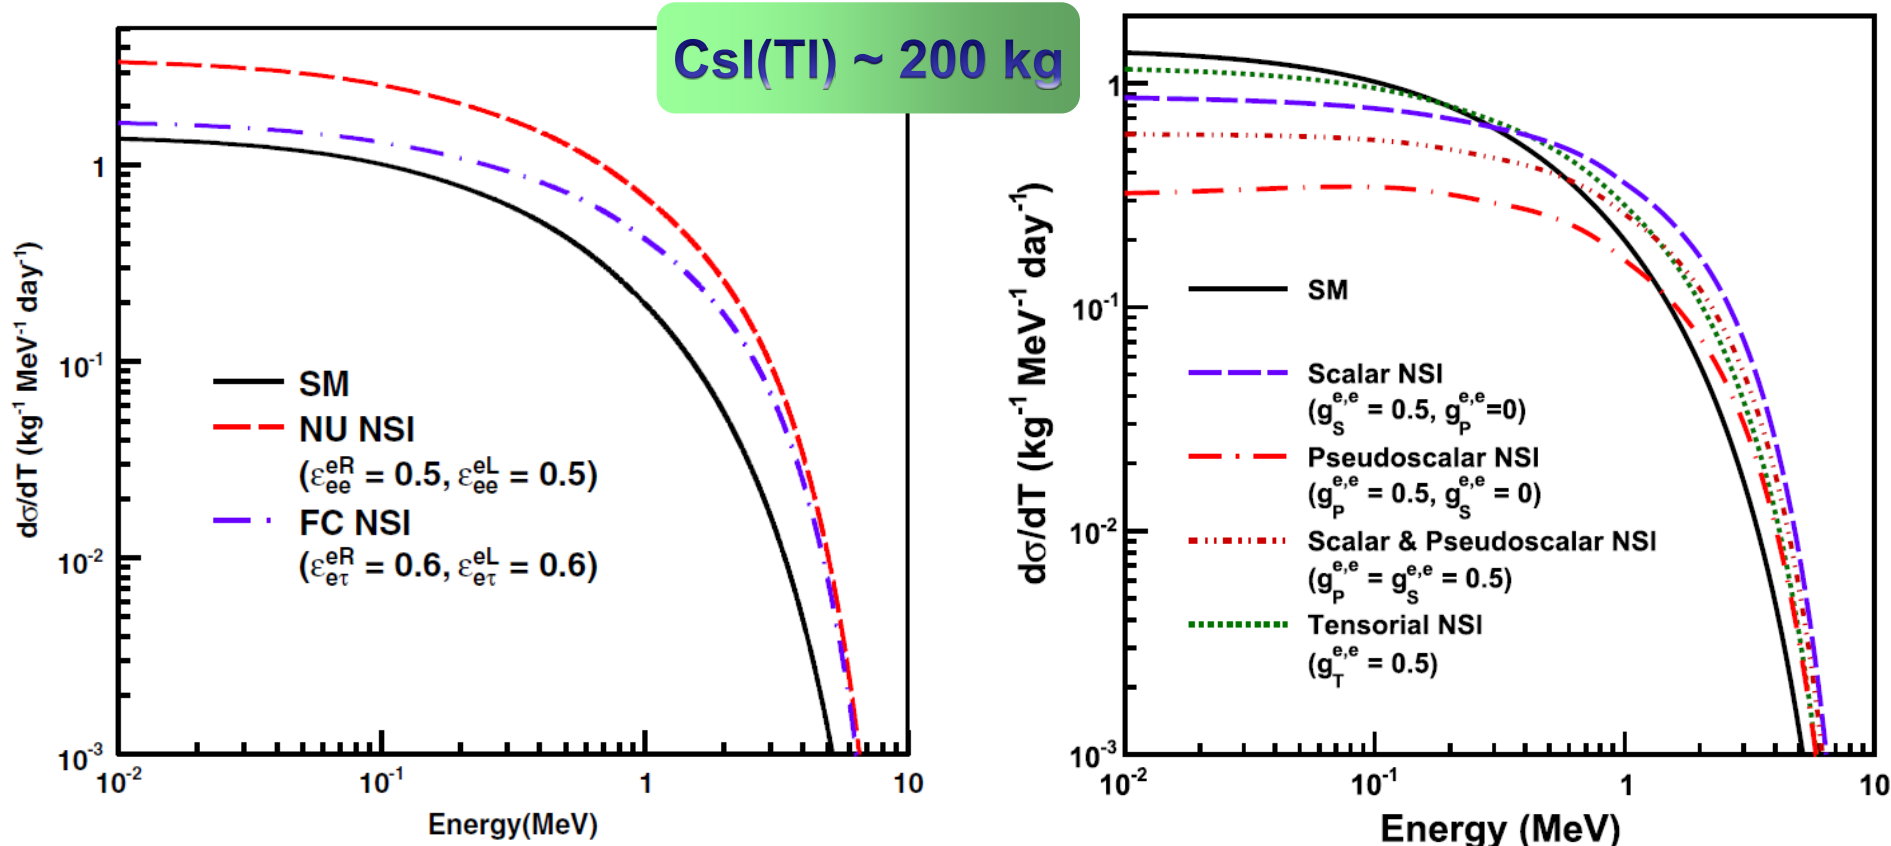 CsI(Tl) ~ 200 kg
dσ/dT (kg⁻¹ MeV⁻¹ day⁻¹)
1
10⁻¹
10⁻²
10⁻³
SM
NU NSI
(ε_ee^eR = 0.5, ε_ee^eL = 0.5)
FC NSI
(ε_eτ^eR = 0.6, ε_eτ^eL = 0.6)
10⁻² 10⁻¹ 1 10
Energy(MeV)
dσ/dT (kg⁻¹ MeV⁻¹ day⁻¹)
1
10⁻¹
10⁻²
10⁻³
SM
Scalar NSI
(g_S^e,e = 0.5, g_P^e,e=0)
Pseudoscalar NSI
(g_P^e,e = 0.5, g_S^e,e = 0)
Scalar & Pseudoscalar NSI
(g_P^e,e = g_S^e,e = 0.5)
Tensorial NSI
(g_T^e,e = 0.5)
10⁻² 10⁻¹ 1 10
Energy (MeV)